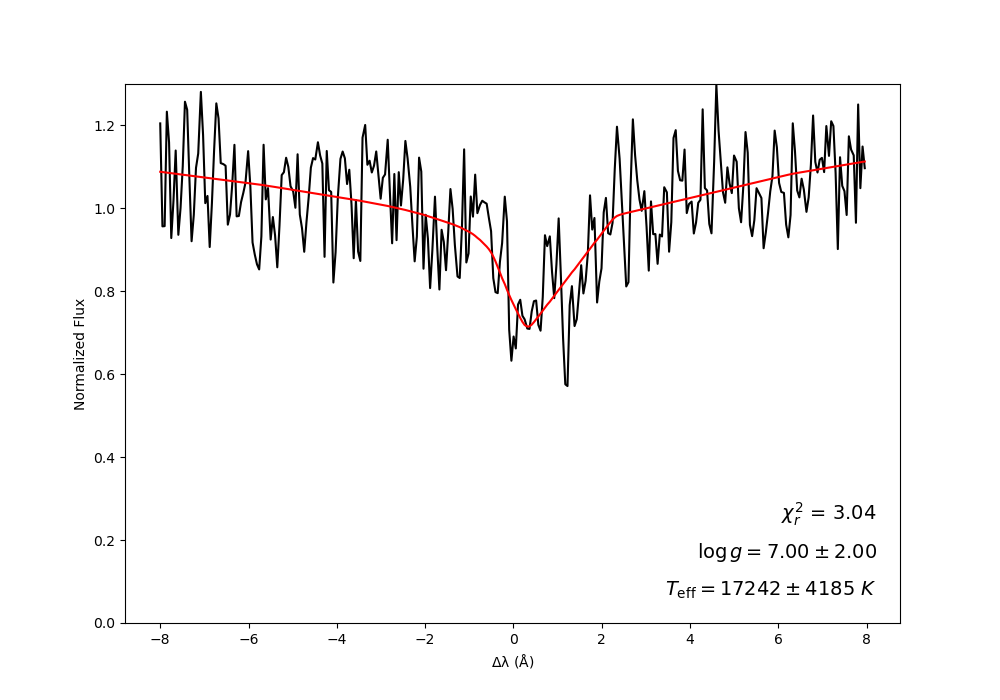 1.2
1.0
0.8
0.6
0.4
0.2
0.0
Normalized Flux
χ²ᵣ = 3.04
log g = 7.00 ± 2.00
T_eff = 17242 ± 4185 K
−8 −6 −4 −2 0 2 4 6 8
Δλ (Å)